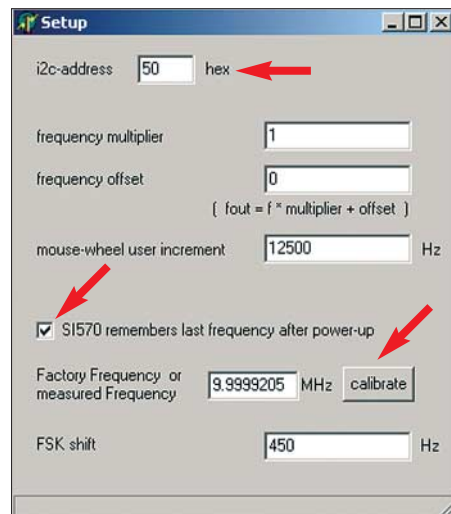 Setup
i2c-address 50 hex
frequency multiplier 1
frequency offset 0
( fout = f * multiplier + offset )
mouse-wheel user increment 12500 Hz
SI570 remembers last frequency after power-up
Factory Frequency or
measured Frequency 9.9999205 MHz calibrate
FSK shift 450 Hz